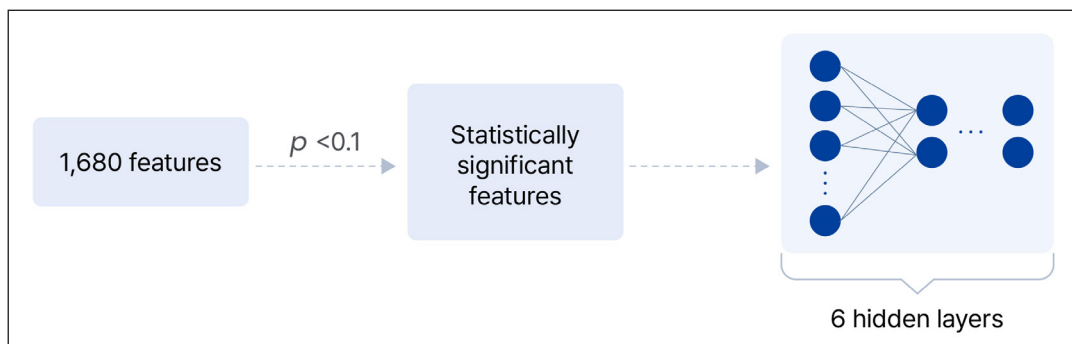 1,680 features
p <0.1
Statistically
significant
features
6 hidden layers